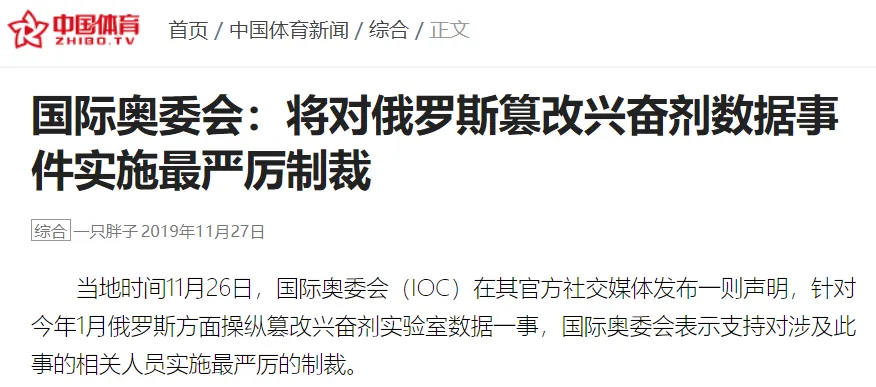 中国体育
ZHIBO.TV
首页 / 中国体育新闻 / 综合 / 正文
国际奥委会：将对俄罗斯篡改兴奋剂数据事
件实施最严厉制裁
综合 一只胖子 2019年11月27日
当地时间11月26日，国际奥委会（IOC）在其官方社交媒体发布一则声明，针对
今年1月俄罗斯方面操纵篡改兴奋剂实验室数据一事，国际奥委会表示支持对涉及此
事的相关人员实施最严厉的制裁。